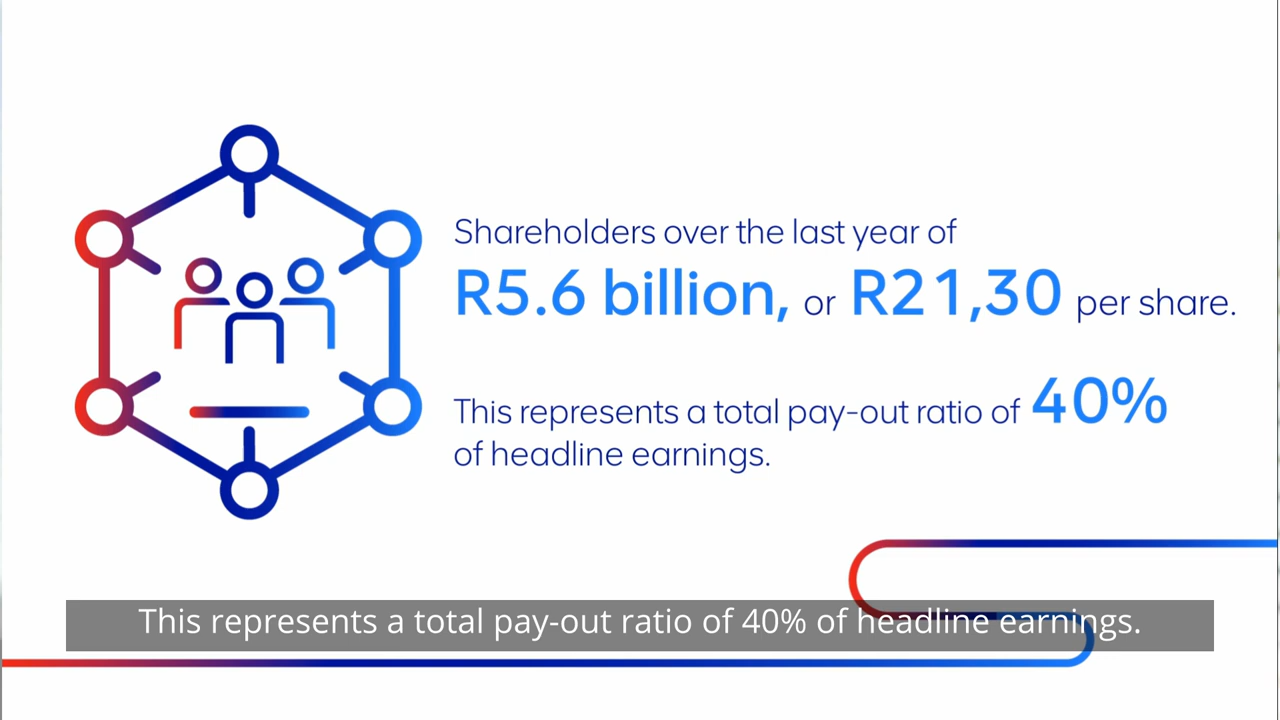 Shareholders over the last year of
R5.6 billion, or R21,30 per share.
This represents a total pay-out ratio of 40%
of headline earnings.
This represents a total pay-out ratio of 40% of headline earnings.